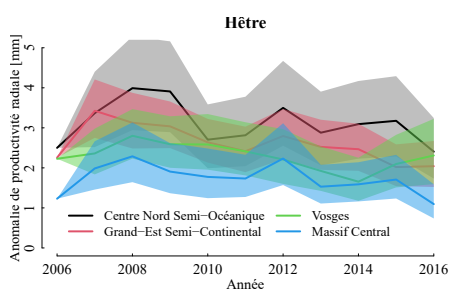 Hêtre
Anomalie de productivité radiale [mm]
5
4
3
2
1
0
Centre Nord Semi−Océanique
Grand−Est Semi−Continental
Vosges
Massif Central
2006 2008 2010 2012 2014 2016
Année